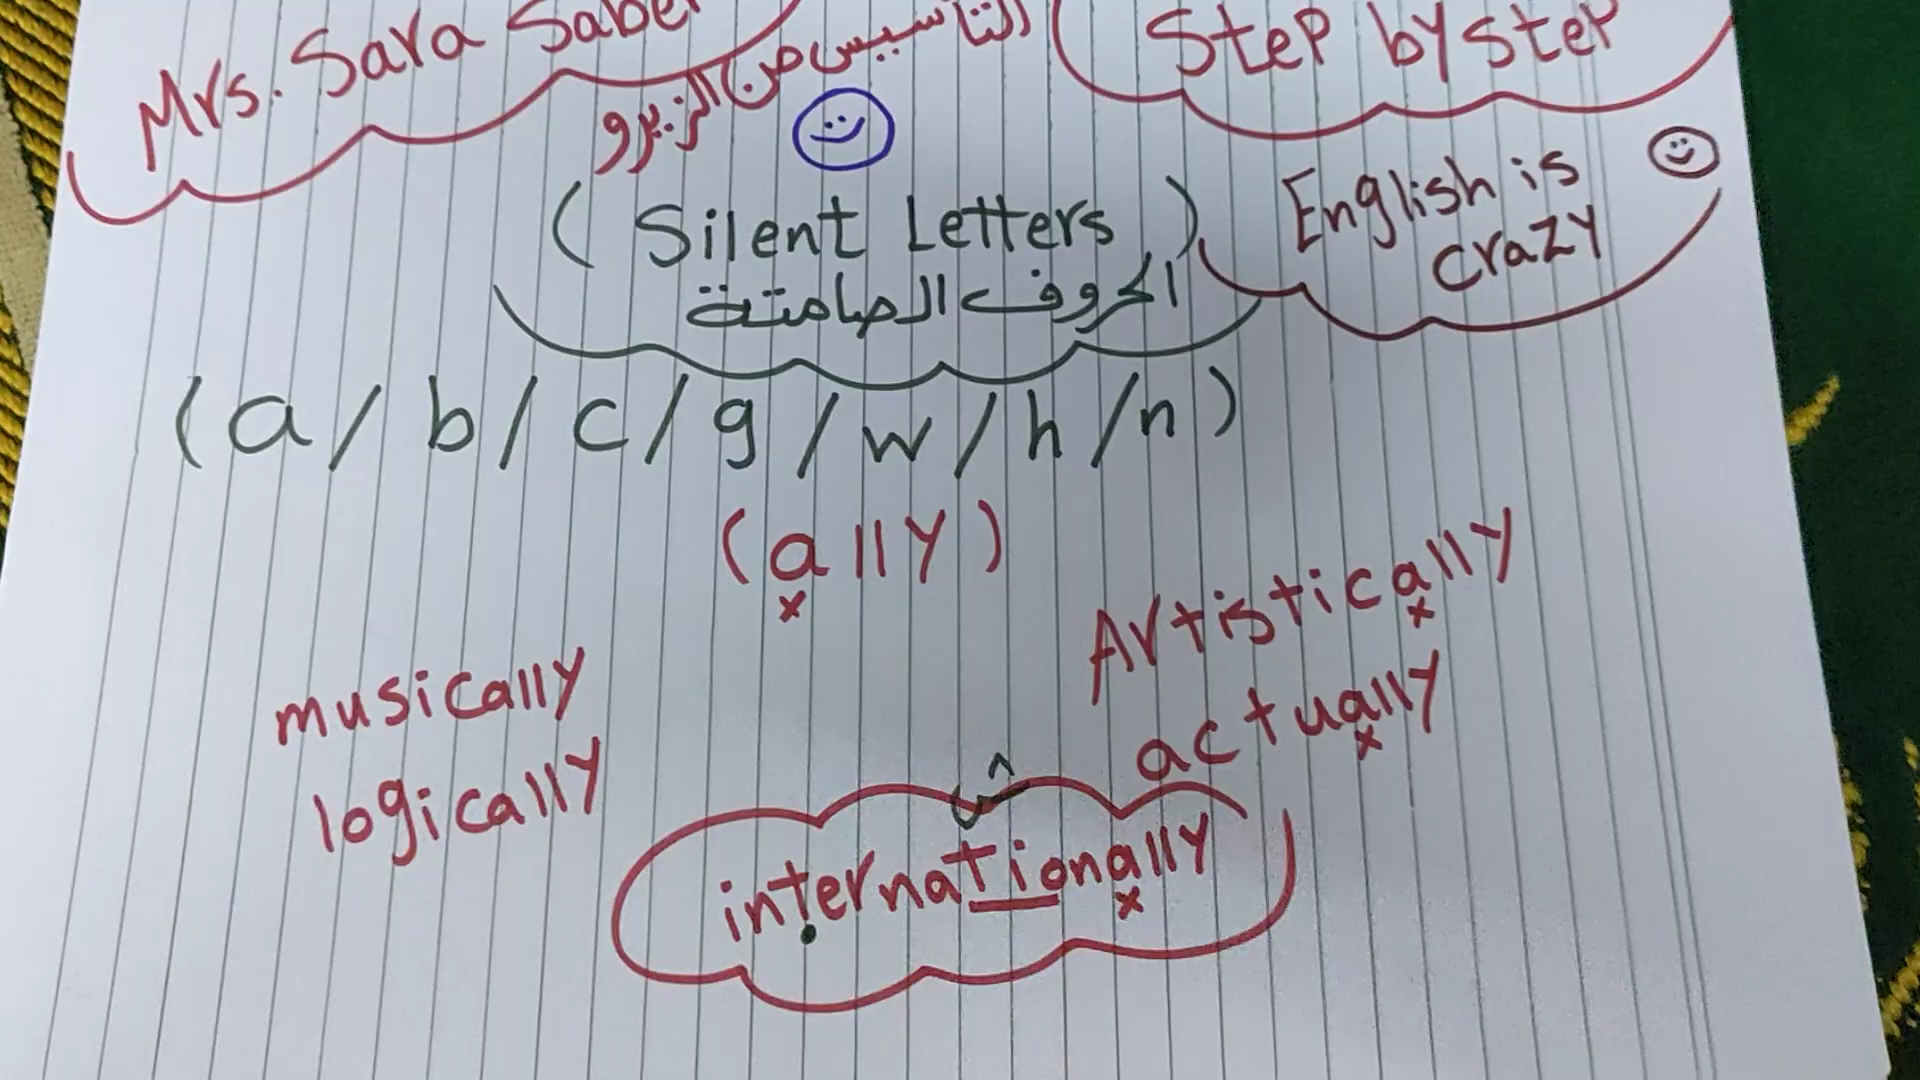 Mrs. Sara Saber
التأسيس من الزيرو
Step by step
English is
crazy
( Silent Letters )
الحروف الصامتة
(a / b / c / g / w / h / n)
(ally)
x
Artistically
x
actually
x
musically
logically
ش
internationally
x